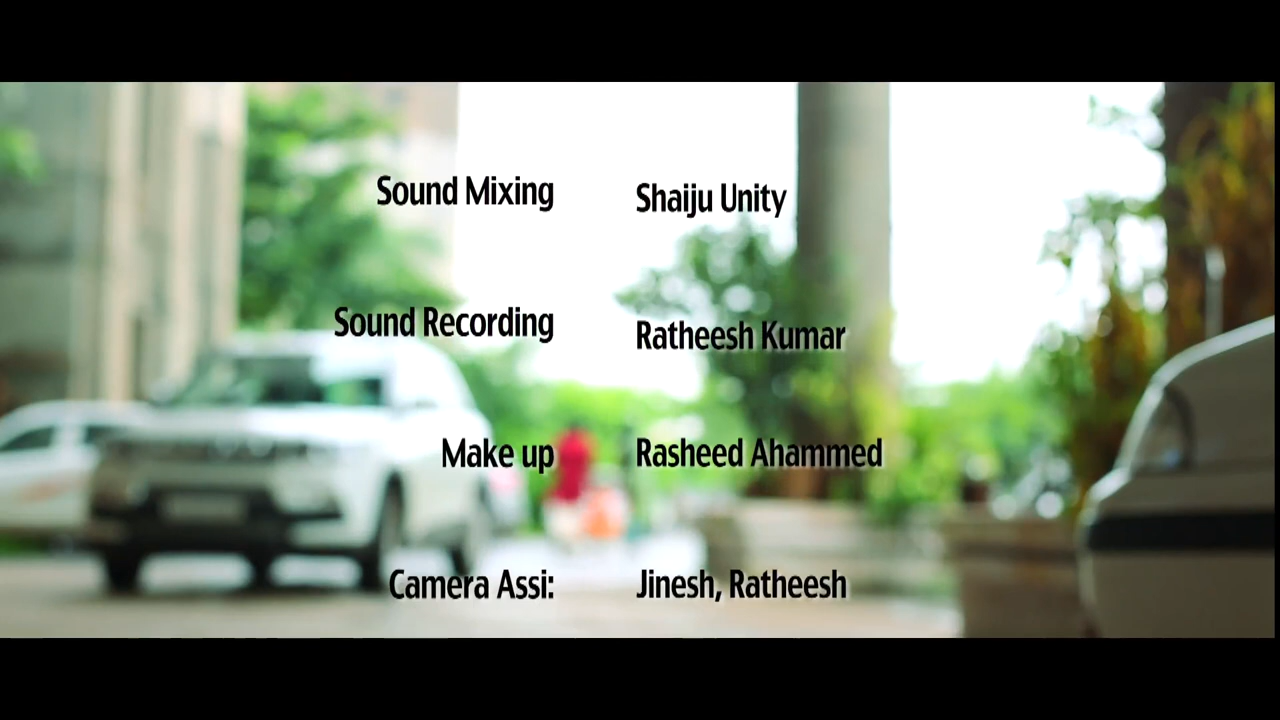 Sound Mixing Shaiju Unity
Sound Recording Ratheesh Kumar
Make up Rasheed Ahammed
Camera Assi: Jinesh, Ratheesh